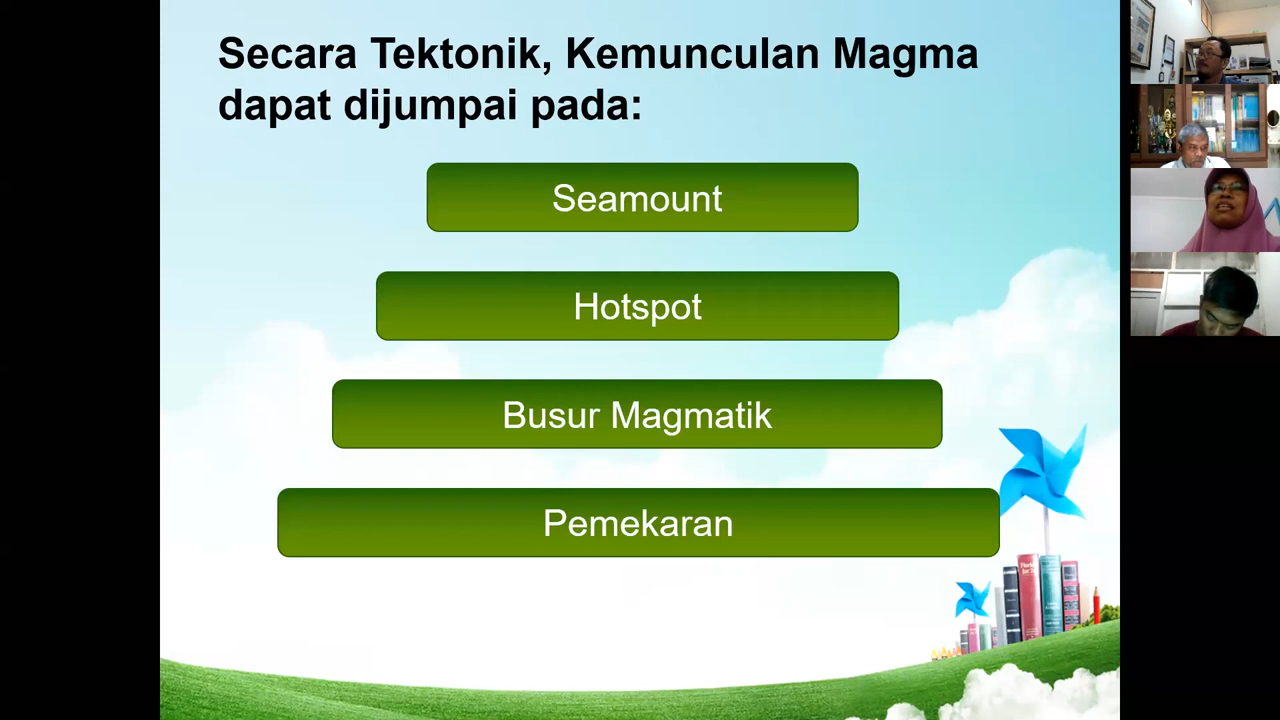 Secara Tektonik, Kemunculan Magma
dapat dijumpai pada:
Seamount
Hotspot
Busur Magmatik
Pemekaran